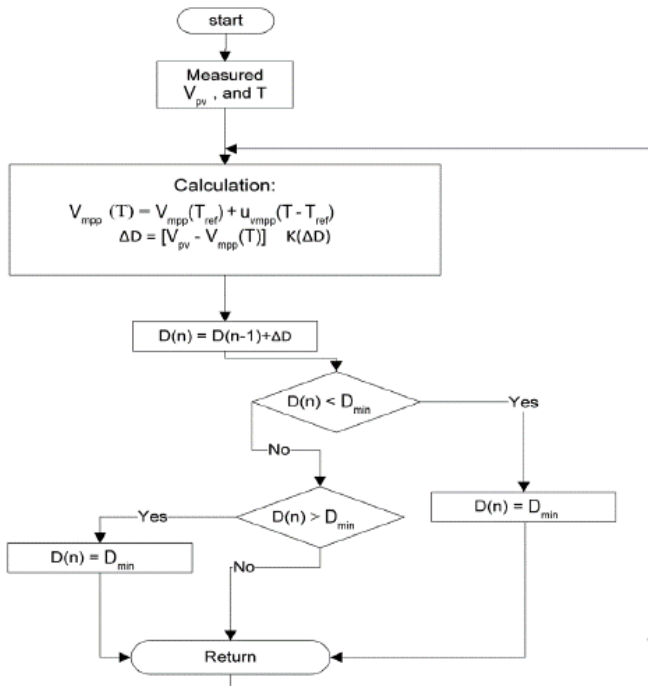 start
Measured
V_pv , and T
Calculation:
V_mpp (T) = V_mpp(T_ref) + u_vmpp(T - T_ref)
ΔD = [V_pv - V_mpp(T)] K(ΔD)
D(n) = D(n-1)+ΔD
D(n) < D_min
Yes
No
D(n) = D_min
D(n) > D_min
Yes
D(n) = D_min
No
Return